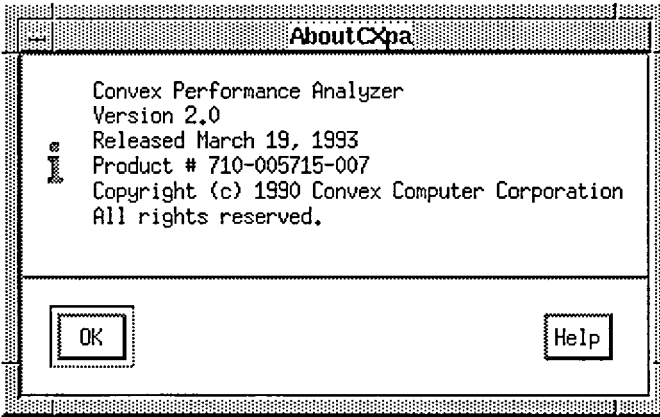 AboutCXpa
Convex Performance Analyzer
Version 2.0
Released March 19, 1993
Product # 710-005715-007
Copyright (c) 1990 Convex Computer Corporation
All rights reserved.
OK
Help